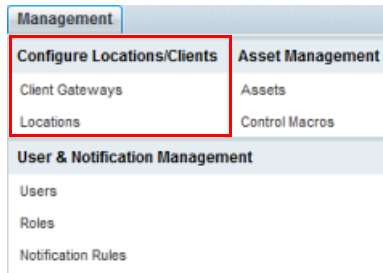 Management
Configure Locations/Clients Asset Management
Client Gateways Assets
Locations Control Macros
User & Notification Management
Users
Roles
Notification Rules